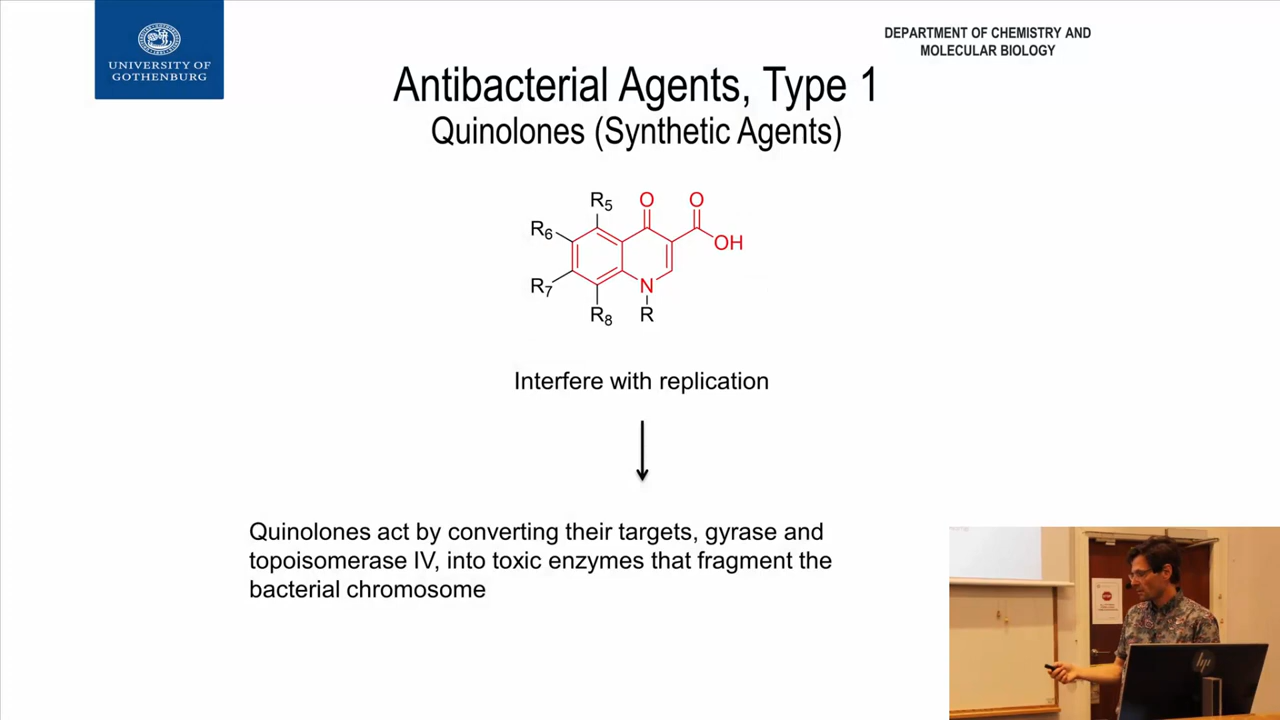 UNIVERSITY OF
GOTHENBURG
DEPARTMENT OF CHEMISTRY AND
MOLECULAR BIOLOGY
Antibacterial Agents, Type 1
Quinolones (Synthetic Agents)
R5 O O
R6 OH
R7 N
R8 R
Interfere with replication
Quinolones act by converting their targets, gyrase and
topoisomerase IV, into toxic enzymes that fragment the
bacterial chromosome
hp